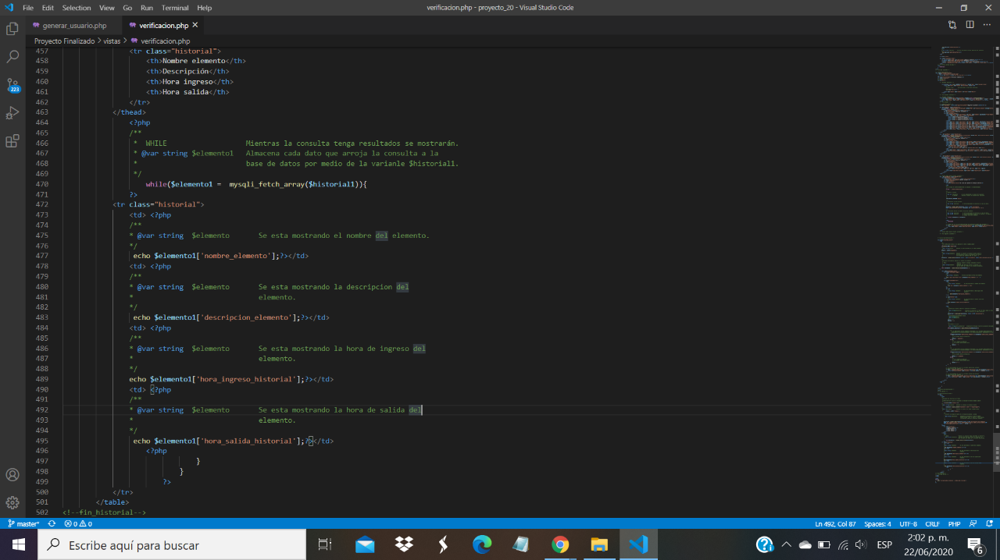 File Edit Selection View Go Run Terminal Help
verificacion.php - proyecto_20 - Visual Studio Code
generar_usuario.php
verificacion.php
Proyecto Finalizado > vistas > verificacion.php
457 <tr class="historial">
458 <th>Nombre elemento</th>
459 <th>Descripción</th>
460 <th>Hora ingreso</th>
461 <th>Hora salida</th>
462 </tr>
463 </thead>
464 <?php
465 /**
466 * WHILE Mientras la consulta tenga resultados se mostrarán.
467 * @var string $elemento1 Almacena cada dato que arroja la consalta a la
468 * base de datos por medio de la varianle $historial1.
469 */
470 while($elemento1 = mysqli_fetch_array($historial1)){
471 ?>
472 <tr class="historial">
473 <td> <?php
474 /**
475 * @var string $elemento Se esta mostrando el nombre del elemento.
476 */
477 echo $elemento1['nombre_elemento'];?></td>
478 <td> <?php
479 /**
480 * @var string $elemento Se esta mostrando la descripcion del
481 * elemento.
482 */
483 echo $elemento1['descripcion_elemento'];?></td>
484 <td> <?php
485 /**
486 * @var string $elemento Se esta mostrando la hora de ingreso del
487 * elemento.
488 */
489 echo $elemento1['hora_ingreso_historial'];?></td>
490 <td> <?php
491 /**
492 * @var string $elemento Se esta mostrando la hora de salida del
493 * elemento.
494 */
495 echo $elemento1['hora_salida_historial'];?></td>
496 <?php
497 }
498 }
499 ?>
500 </tr>
501 </table>
502 <!--fin_historial-->
223
master* 0 0
Ln 492, Col 87 Spaces: 4 UTF-8 CRLF PHP
Escribe aquí para buscar
ESP
2:02 p. m.
22/06/2020
6